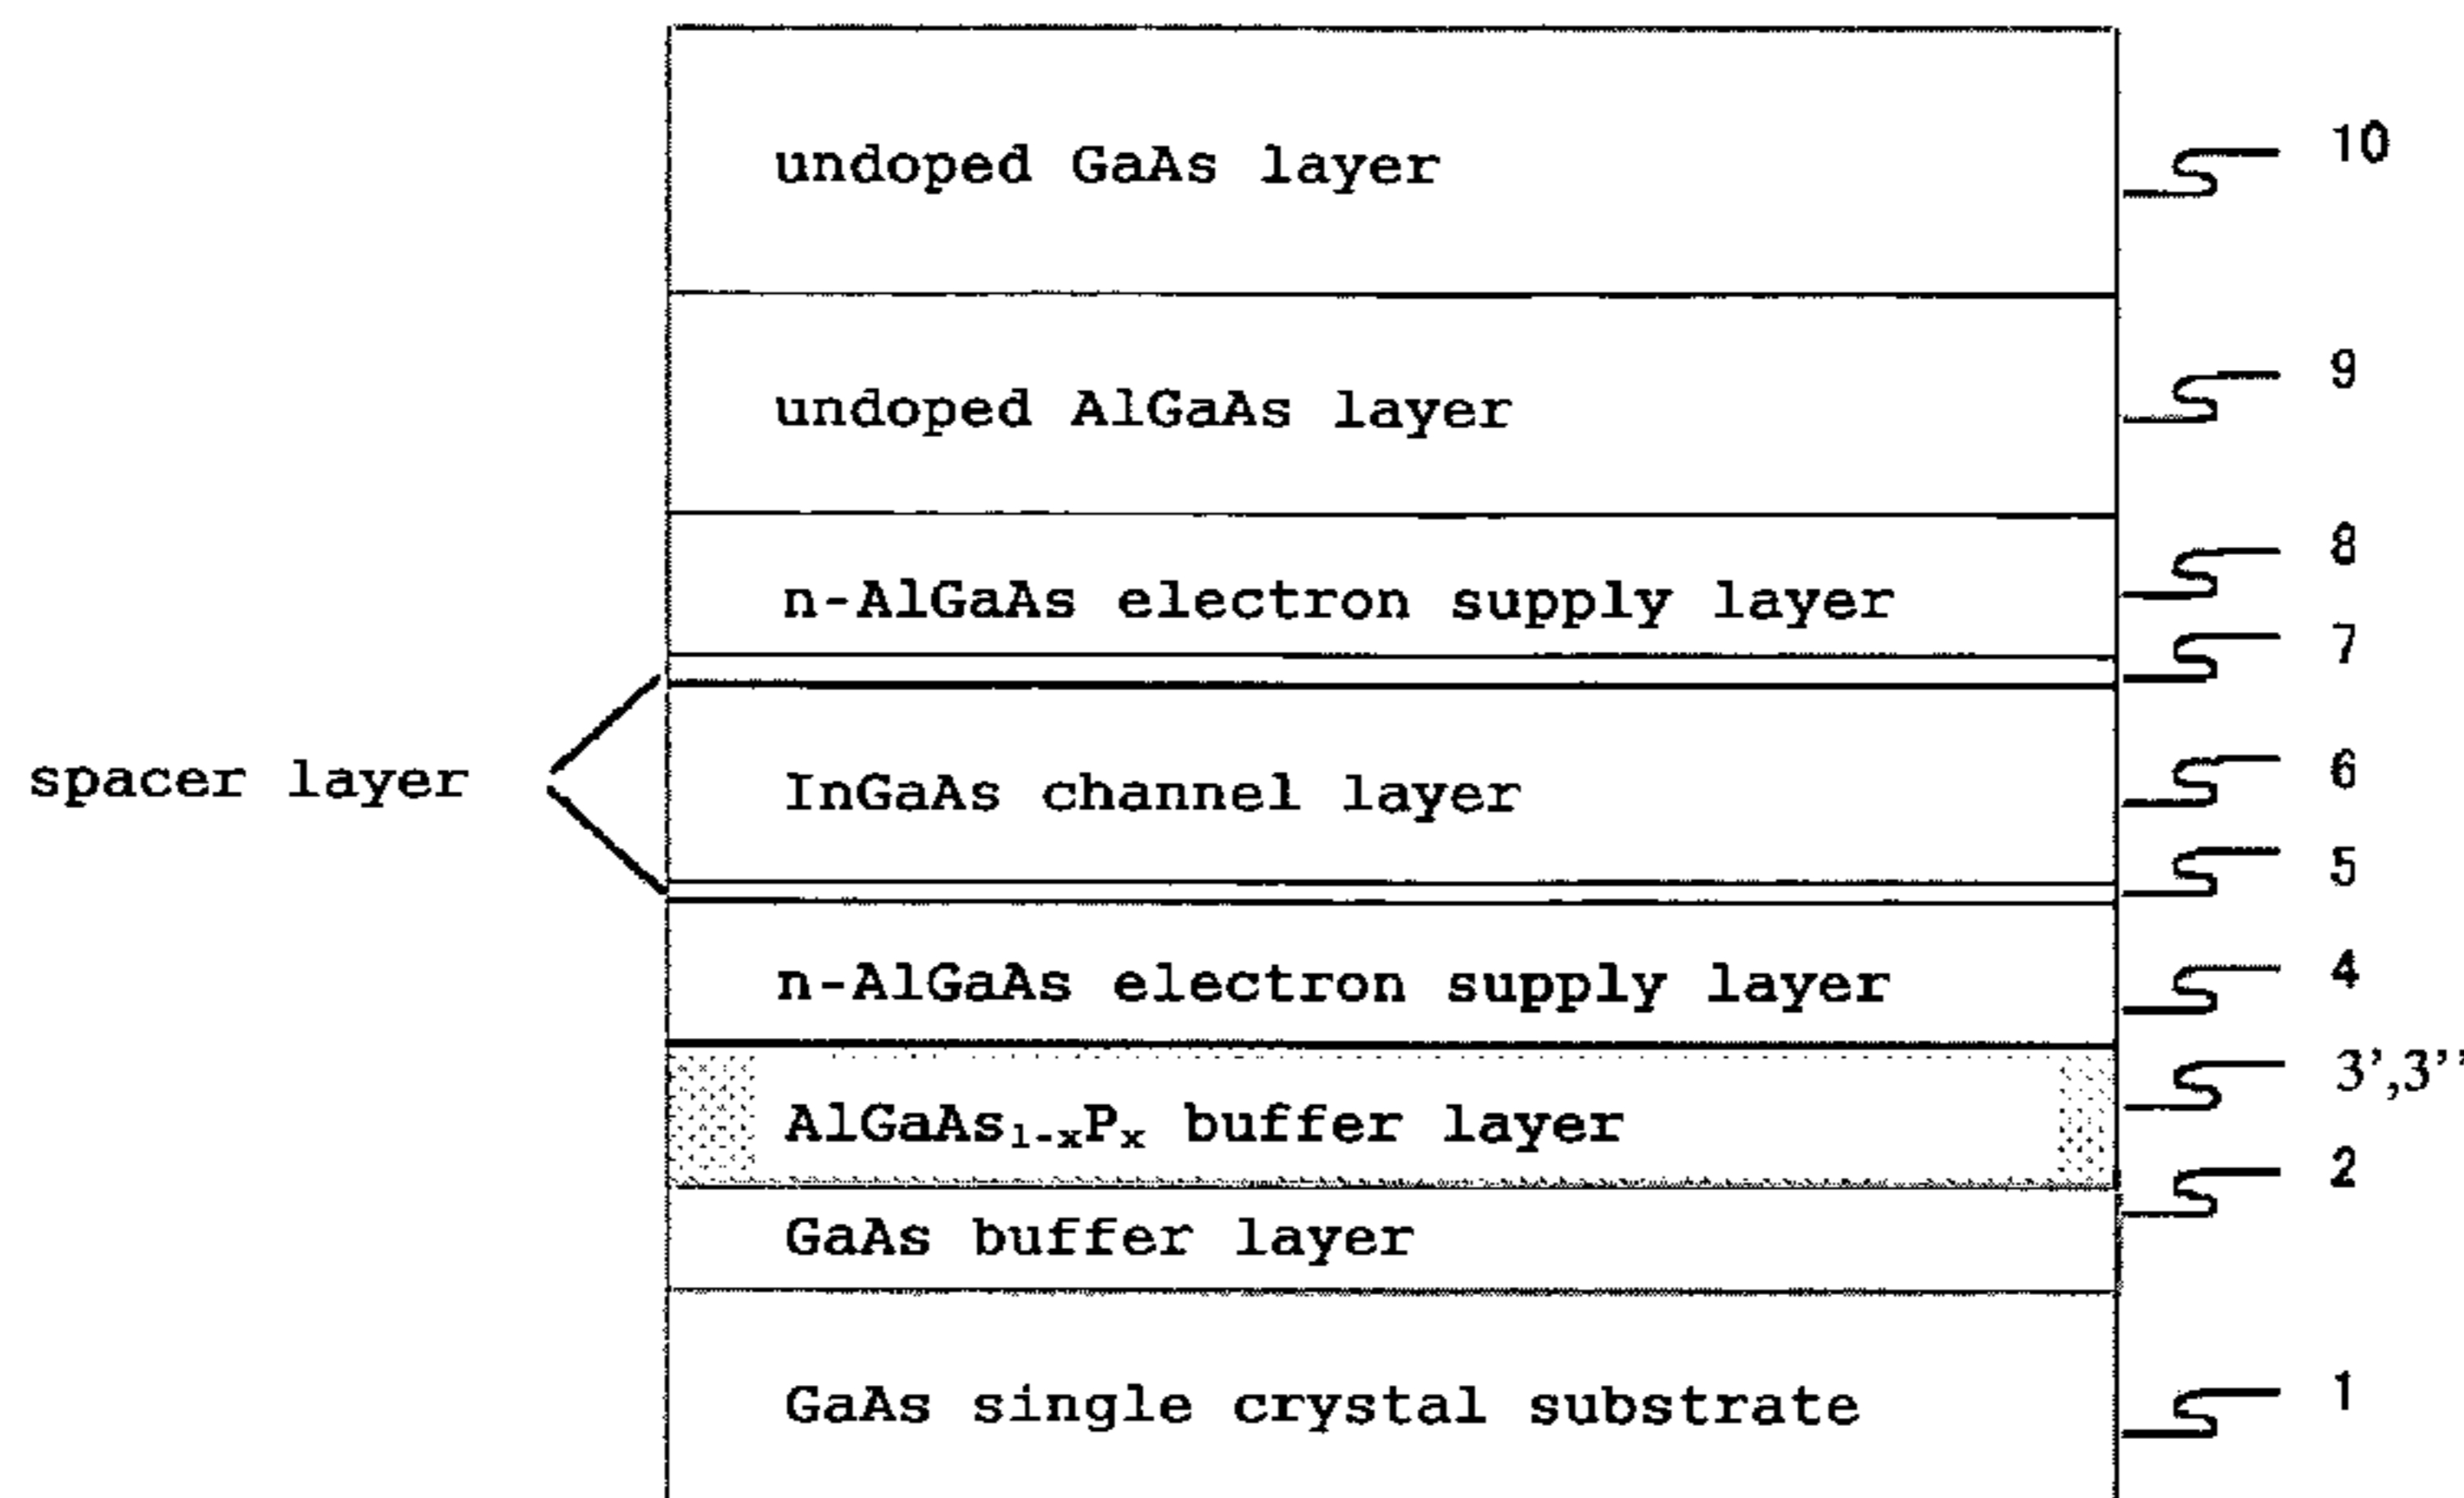 undoped GaAs layer 10
undoped AlGaAs layer 9
n-AlGaAs electron supply layer 8
7
spacer layer
InGaAs channel layer 6
5
n-AlGaAs electron supply layer 4
AlGaAs₁₋ₓPₓ buffer layer 3',3''
GaAs buffer layer 2
GaAs single crystal substrate 1